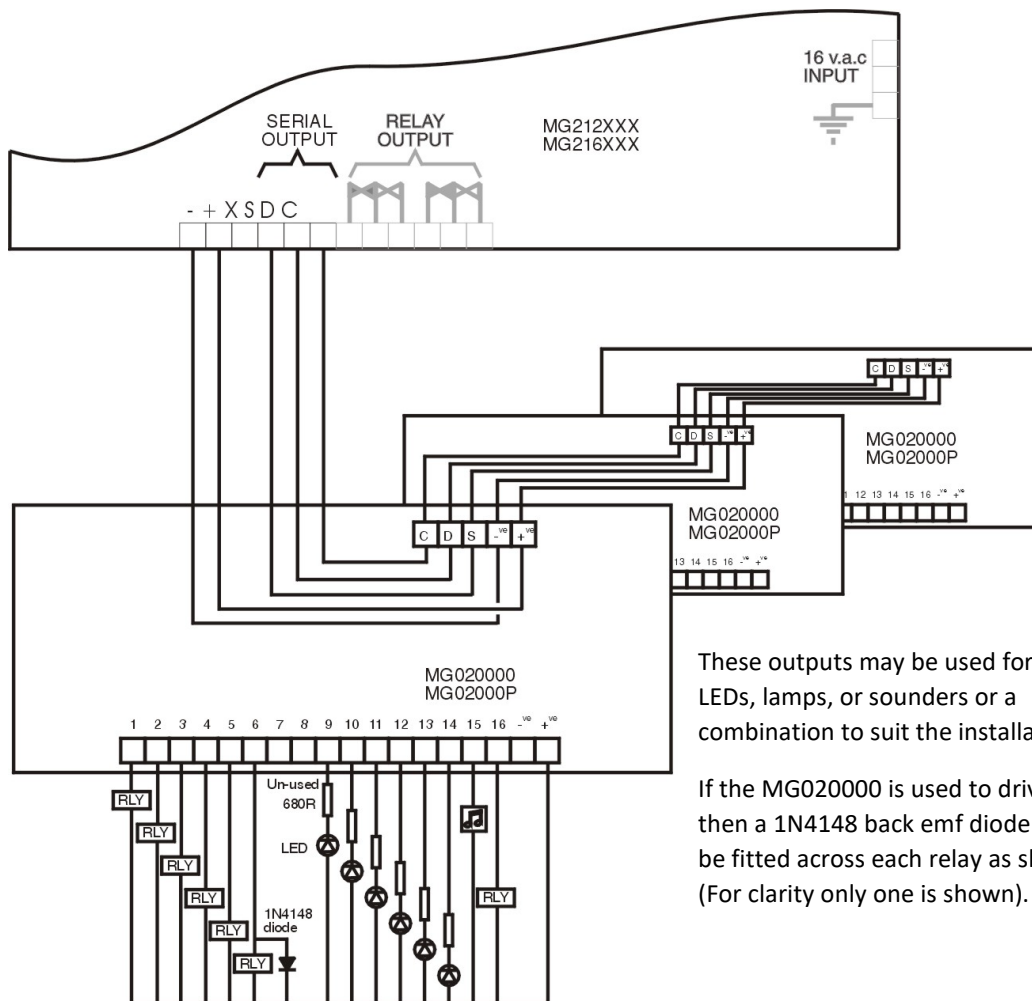 16 v.a.c
INPUT
SERIAL
OUTPUT
RELAY
OUTPUT
MG212XXX
MG216XXX
- + X S D C
C D S -ve +ve
MG020000
MG02000P
1 12 13 14 15 16 -ve +ve
C D S -ve +ve
MG020000
MG02000P
13 14 15 16 -ve +ve
C D S -ve +ve
MG020000
MG02000P
1 2 3 4 5 6 7 8 9 10 11 12 13 14 15 16 -ve +ve
These outputs may be used for
LEDs, lamps, or sounders or a
combination to suit the installa
If the MG020000 is used to driv
then a 1N4148 back emf diode
be fitted across each relay as sl
(For clarity only one is shown).
Un-used
680R
LED
1N4148
diode
RLY
RLY
RLY
RLY
RLY
RLY
RLY